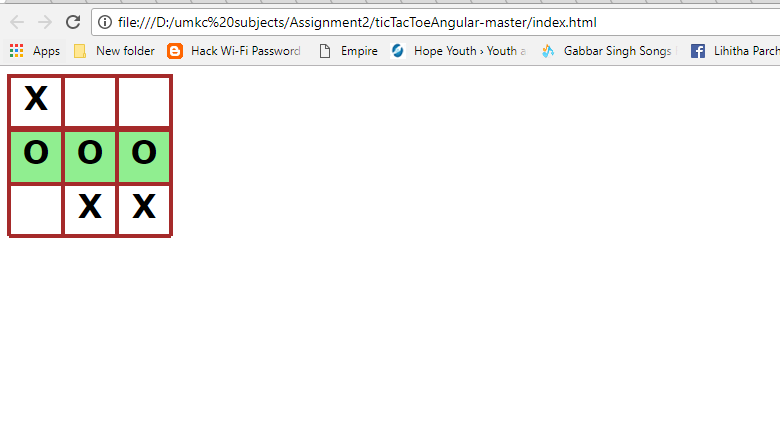 file:///D:/umkc%20subjects/Assignment2/ticTacToeAngular-master/index.html
Apps New folder Hack Wi-Fi Password Empire Hope Youth › Youth a Gabbar Singh Songs Lihitha Parch
X
O O O
X X